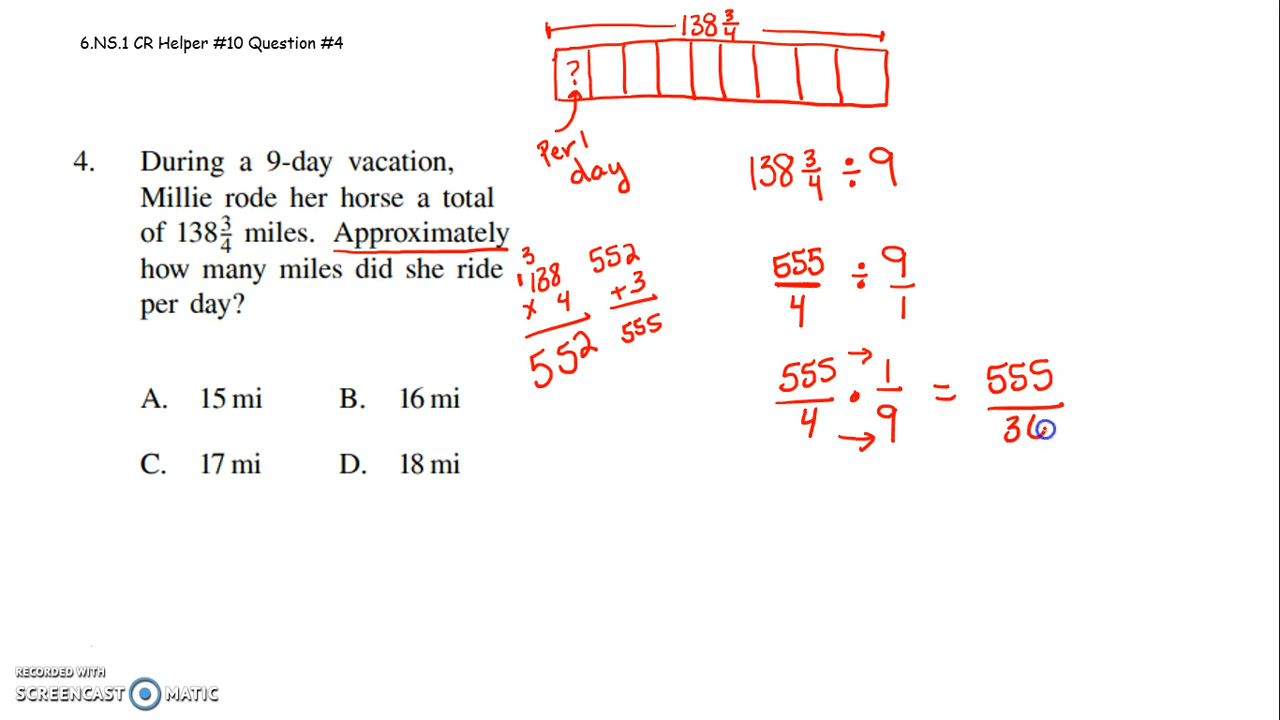 6.NS.1 CR Helper #10 Question #4
138 3/4
?
Per 1
day
138 3/4 ÷ 9
4. During a 9-day vacation,
Millie rode her horse a total
of 138 3/4 miles. Approximately
how many miles did she ride
per day?
3
1
138
x 4
552
552
+3
555
555/4 ÷ 9/1
555/4 • 1/9 = 555/36
A. 15 mi B. 16 mi
C. 17 mi D. 18 mi
RECORDED WITH
SCREENCAST MATIC